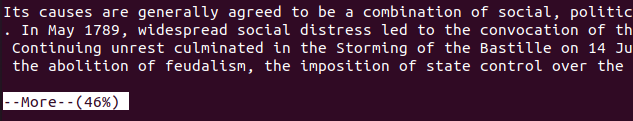 Its causes are generally agreed to be a combination of social, politic
. In May 1789, widespread social distress led to the convocation of th
Continuing unrest culminated in the Storming of the Bastille on 14 Ju
the abolition of feudalism, the imposition of state control over the
--More--(46%)